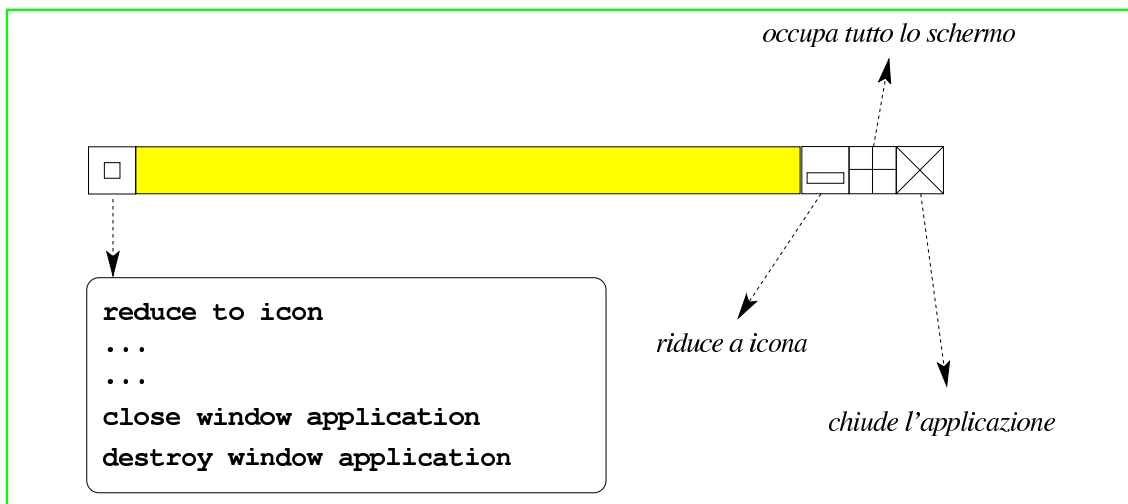 occupa tutto lo schermo
reduce to icon
...
...
close window application
destroy window application
riduce a icona
chiude l'applicazione